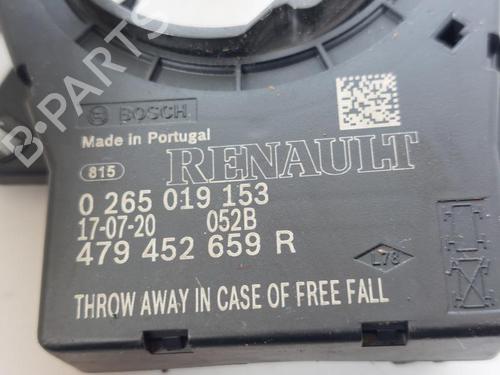 B-PARTS
BOSCH
Made in Portugal
815 RENAULT
0 265 019 153
17-07-20 052B
479 452 659 R
L78
THROW AWAY IN CASE OF FREE FALL